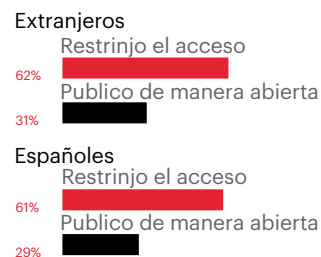 Extranjeros
Restrinjo el acceso
62%
Publico de manera abierta
31%
Españoles
Restrinjo el acceso
61%
Publico de manera abierta
29%